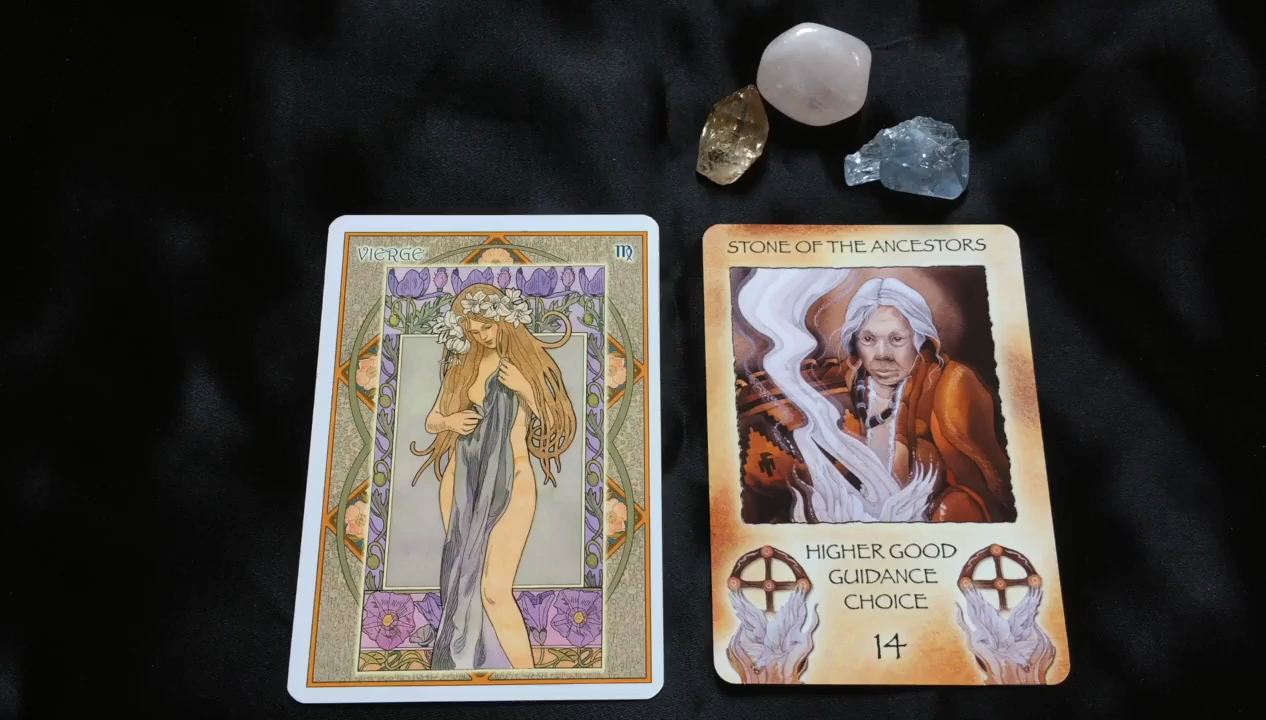 VIERGE ♍
STONE OF THE ANCESTORS
HIGHER GOOD
GUIDANCE
CHOICE
14